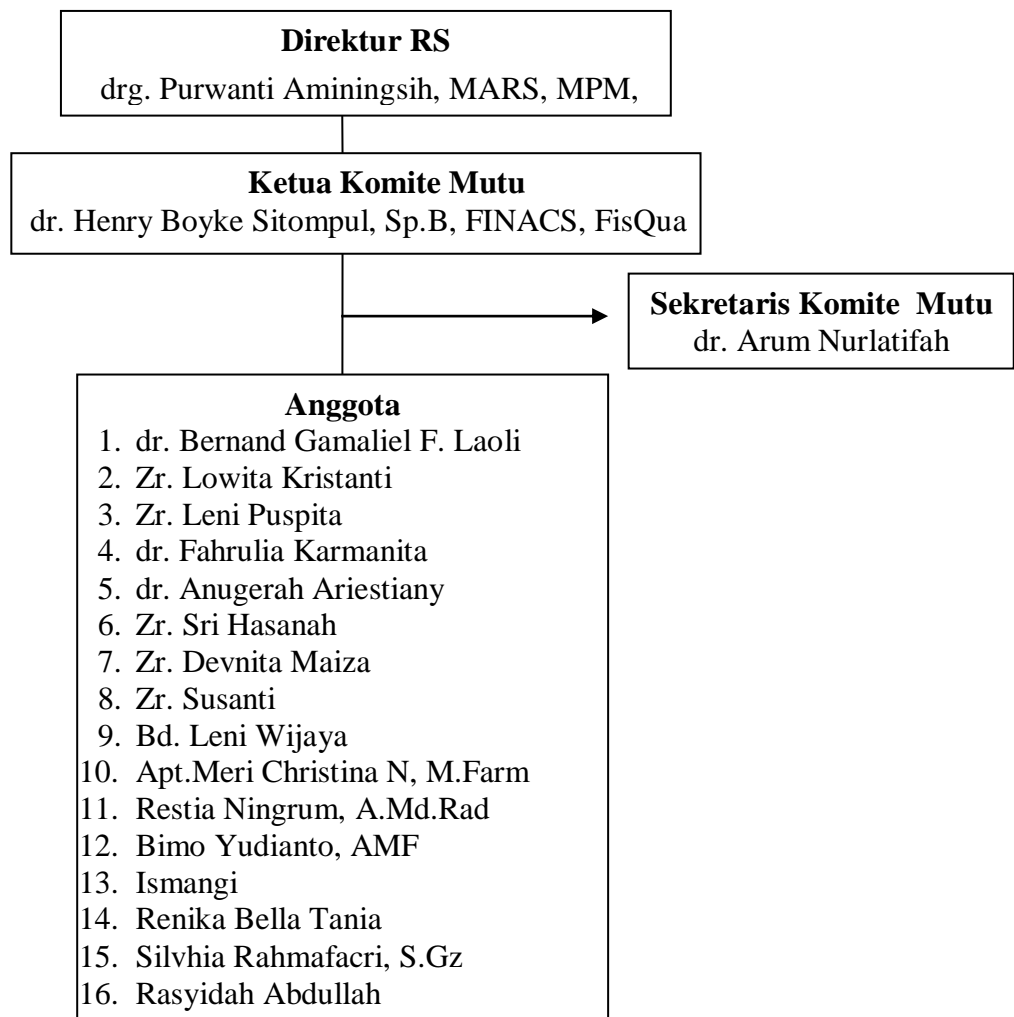 Direktur RS
drg. Purwanti Aminingsih, MARS, MPM,
Ketua Komite Mutu
dr. Henry Boyke Sitompul, Sp.B, FINACS, FisQua
Sekretaris Komite Mutu
dr. Arum Nurlatifah
Anggota
1. dr. Bernand Gamaliel F. Laoli
2. Zr. Lowita Kristanti
3. Zr. Leni Puspita
4. dr. Fahrulia Karmanita
5. dr. Anugerah Ariestiany
6. Zr. Sri Hasanah
7. Zr. Devnita Maiza
8. Zr. Susanti
9. Bd. Leni Wijaya
10. Apt.Meri Christina N, M.Farm
11. Restia Ningrum, A.Md.Rad
12. Bimo Yudianto, AMF
13. Ismangi
14. Renika Bella Tania
15. Silvhia Rahmafacri, S.Gz
16. Rasyidah Abdullah